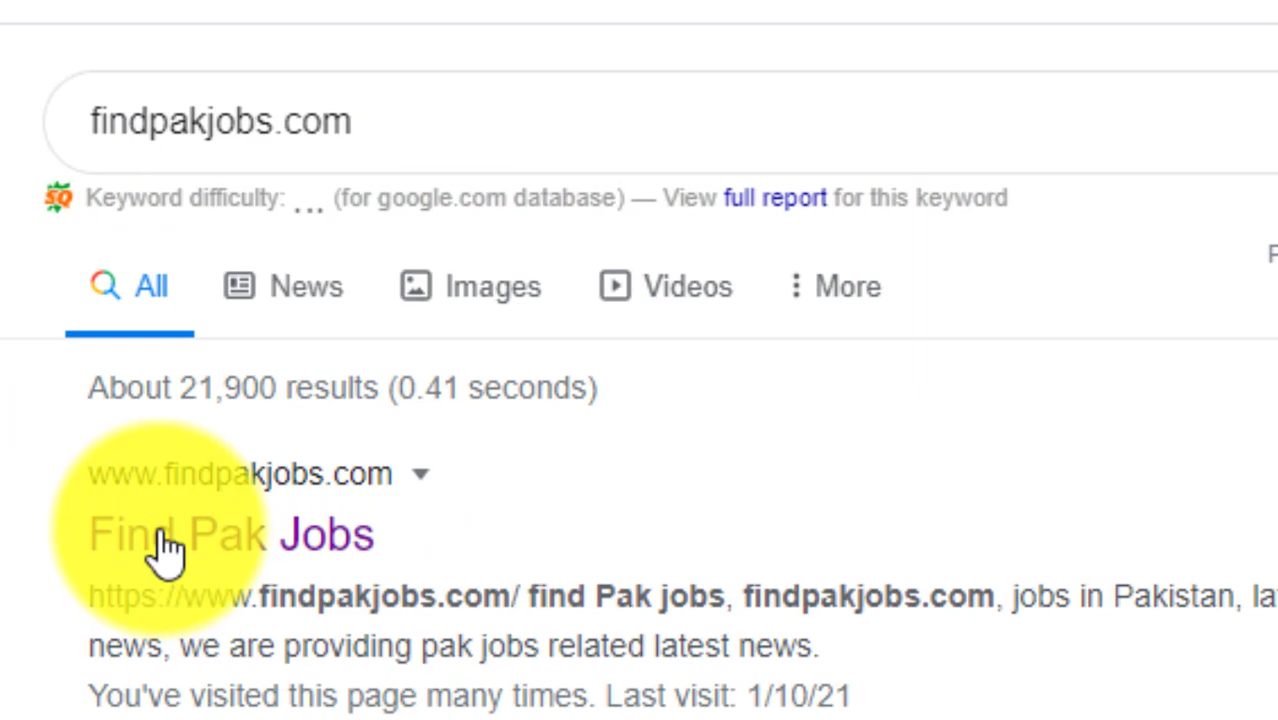 findpakjobs.com
SQ Keyword difficulty: ... (for google.com database) — View full report for this keyword
All News Images Videos More
About 21,900 results (0.41 seconds)
www.findpakjobs.com
Find Pak Jobs
https://www.findpakjobs.com/ find Pak jobs, findpakjobs.com, jobs in Pakistan,
news, we are providing pak jobs related latest news.
You've visited this page many times. Last visit: 1/10/21